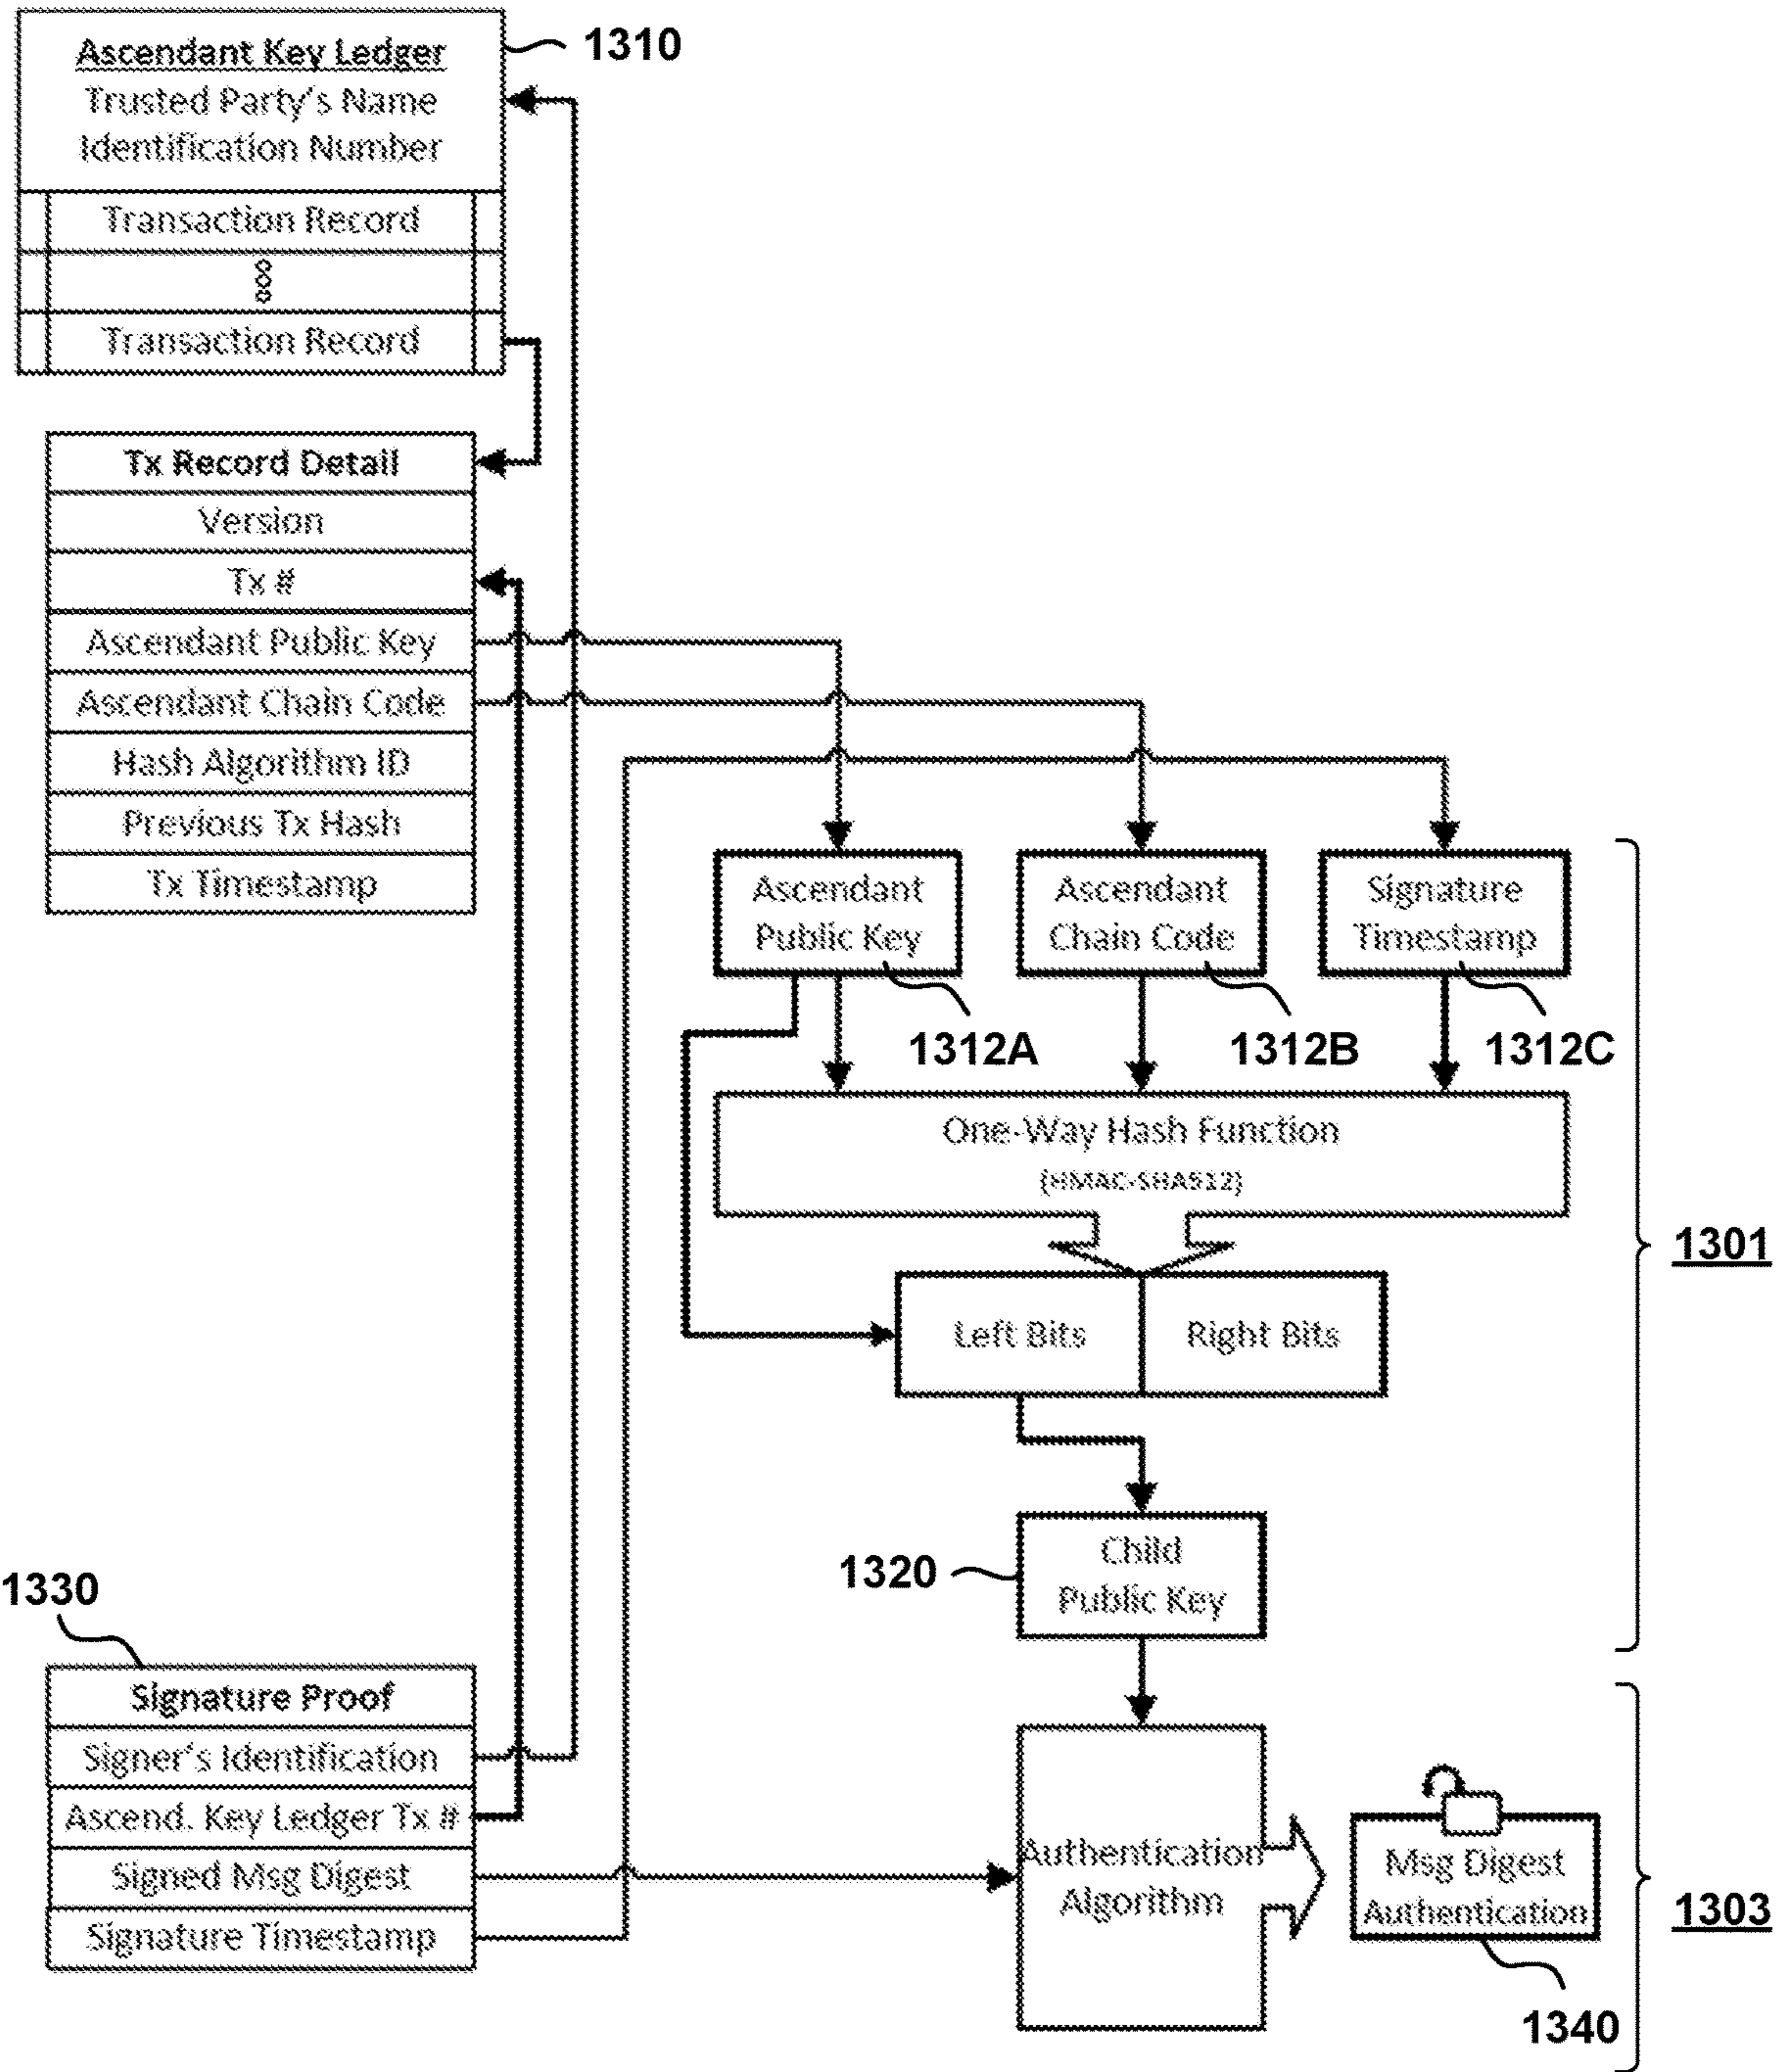 Ascendant Key Ledger
Trusted Party's Name
Identification Number
1310
Transaction Record
Transaction Record
Tx Record Detail
Version
Tx #
Ascendant Public Key
Ascendant Chain Code
Hash Algorithm ID
Previous Tx Hash
Tx Timestamp
Ascendant
Public Key
Ascendant
Chain Code
Signature
Timestamp
1312A
1312B
1312C
One-Way Hash Function
(HMAC-SHA512)
1301
Left Bits
Right Bits
1320
Child
Public Key
1330
Signature Proof
Signer's Identification
Ascend. Key Ledger Tx #
Signed Msg Digest
Signature Timestamp
Authentication
Algorithm
Msg Digest
Authentication
1303
1340